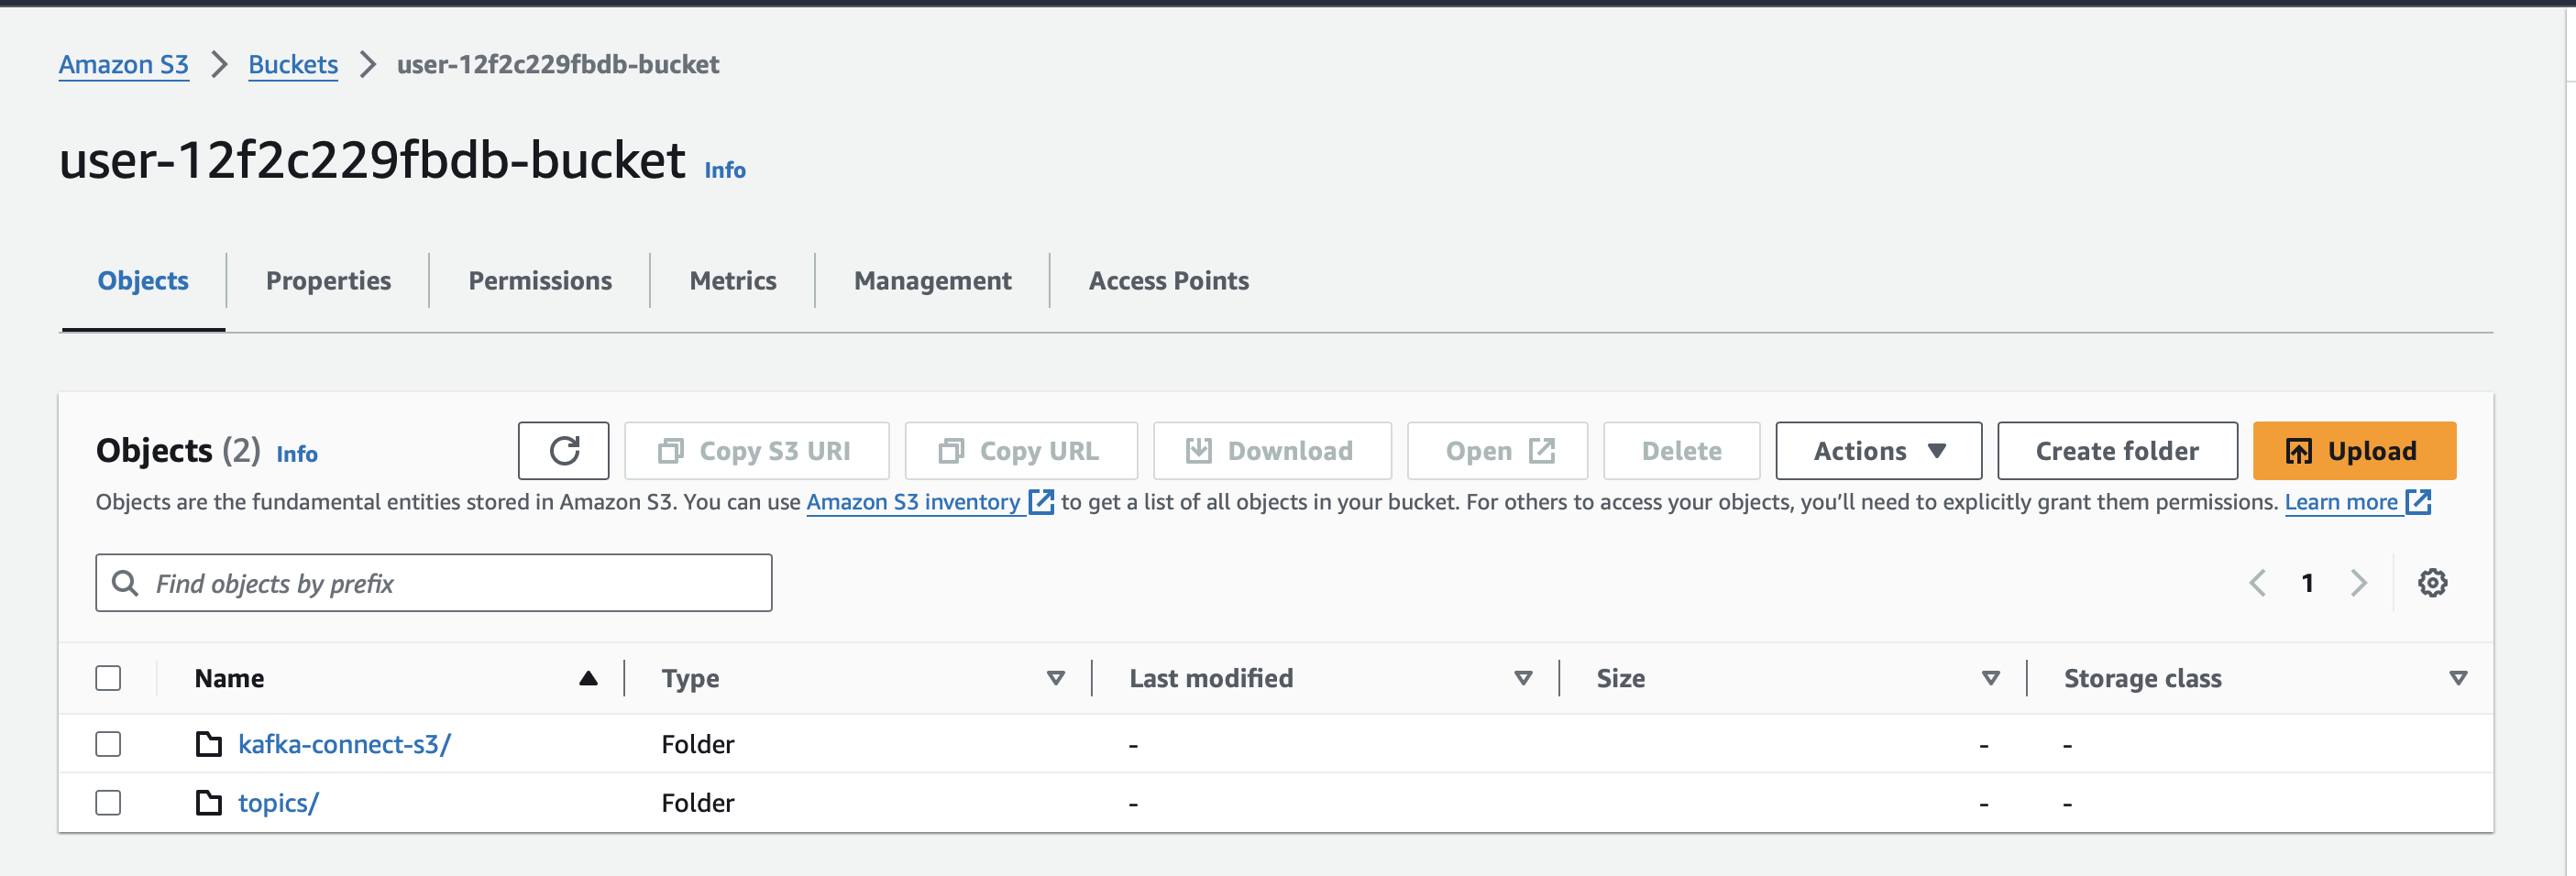 Amazon S3 > Buckets > user-12f2c229fbdb-bucket
user-12f2c229fbdb-bucket Info
Objects Properties Permissions Metrics Management Access Points
Objects (2) Info Copy S3 URI Copy URL Download Open Delete Actions Create folder Upload
Objects are the fundamental entities stored in Amazon S3. You can use Amazon S3 inventory to get a list of all objects in your bucket. For others to access your objects, you’ll need to explicitly grant them permissions. Learn more
Find objects by prefix 1
Name Type Last modified Size Storage class
kafka-connect-s3/ Folder - - -
topics/ Folder - - -